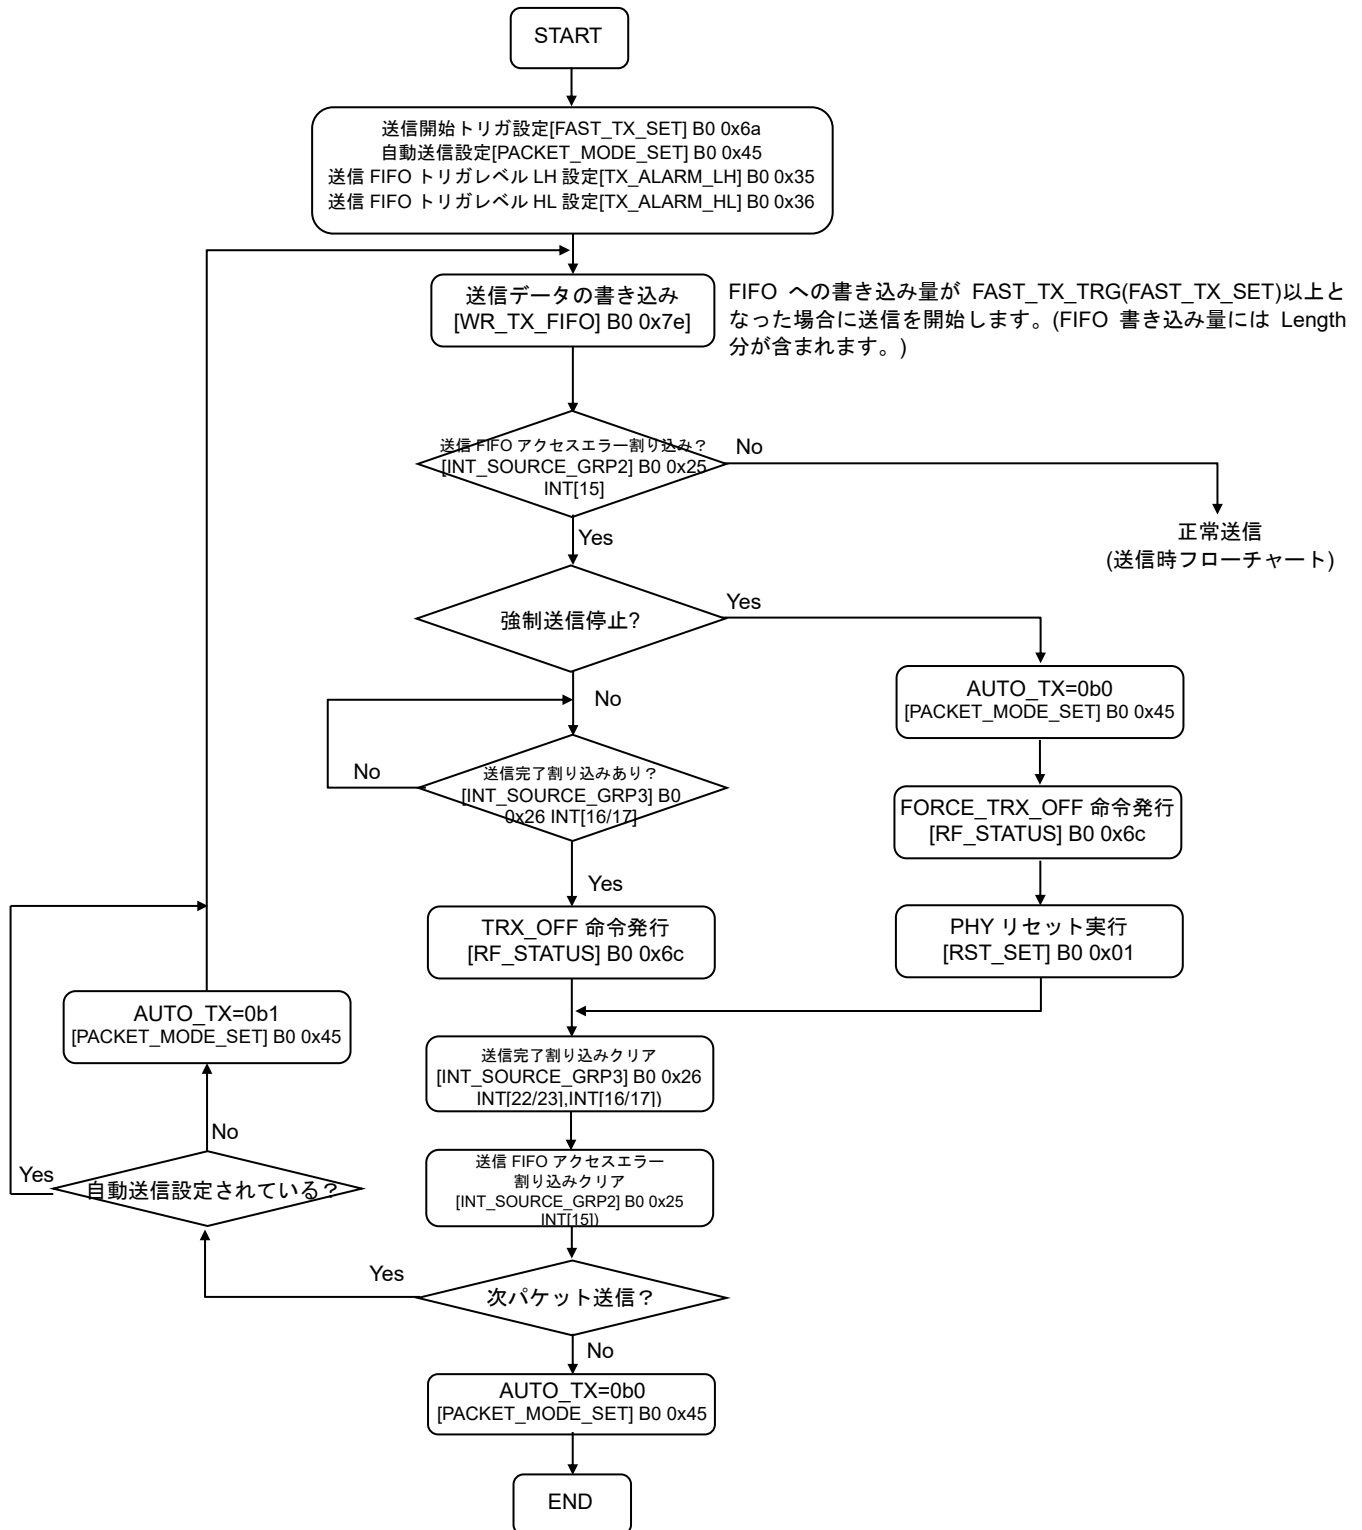 START
送信開始トリガ設定[FAST_TX_SET] B0 0x6a
自動送信設定[PACKET_MODE_SET] B0 0x45
送信 FIFO トリガレベル LH 設定[TX_ALARM_LH] B0 0x35
送信 FIFO トリガレベル HL 設定[TX_ALARM_HL] B0 0x36
送信データの書き込み
[WR_TX_FIFO] B0 0x7e]
FIFO への書き込み量が FAST_TX_TRG(FAST_TX_SET)以上と
なった場合に送信を開始します。(FIFO 書き込み量には Length
分が含まれます。)
送信 FIFO アクセスエラー割り込み？
[INT_SOURCE_GRP2] B0 0x25
INT[15]
No
正常送信
(送信時フローチャート)
Yes
強制送信停止?
Yes
No
AUTO_TX=0b0
[PACKET_MODE_SET] B0 0x45
送信完了割り込みあり？
[INT_SOURCE_GRP3] B0
0x26 INT[16/17]
No
FORCE_TRX_OFF 命令発行
[RF_STATUS] B0 0x6c
Yes
TRX_OFF 命令発行
[RF_STATUS] B0 0x6c
PHY リセット実行
[RST_SET] B0 0x01
AUTO_TX=0b1
[PACKET_MODE_SET] B0 0x45
送信完了割り込みクリア
[INT_SOURCE_GRP3] B0 0x26
INT[22/23],INT[16/17])
No
Yes
自動送信設定されている？
送信 FIFO アクセスエラー
割り込みクリア
[INT_SOURCE_GRP2] B0 0x25
INT[15])
Yes
次パケット送信？
No
AUTO_TX=0b0
[PACKET_MODE_SET] B0 0x45
END